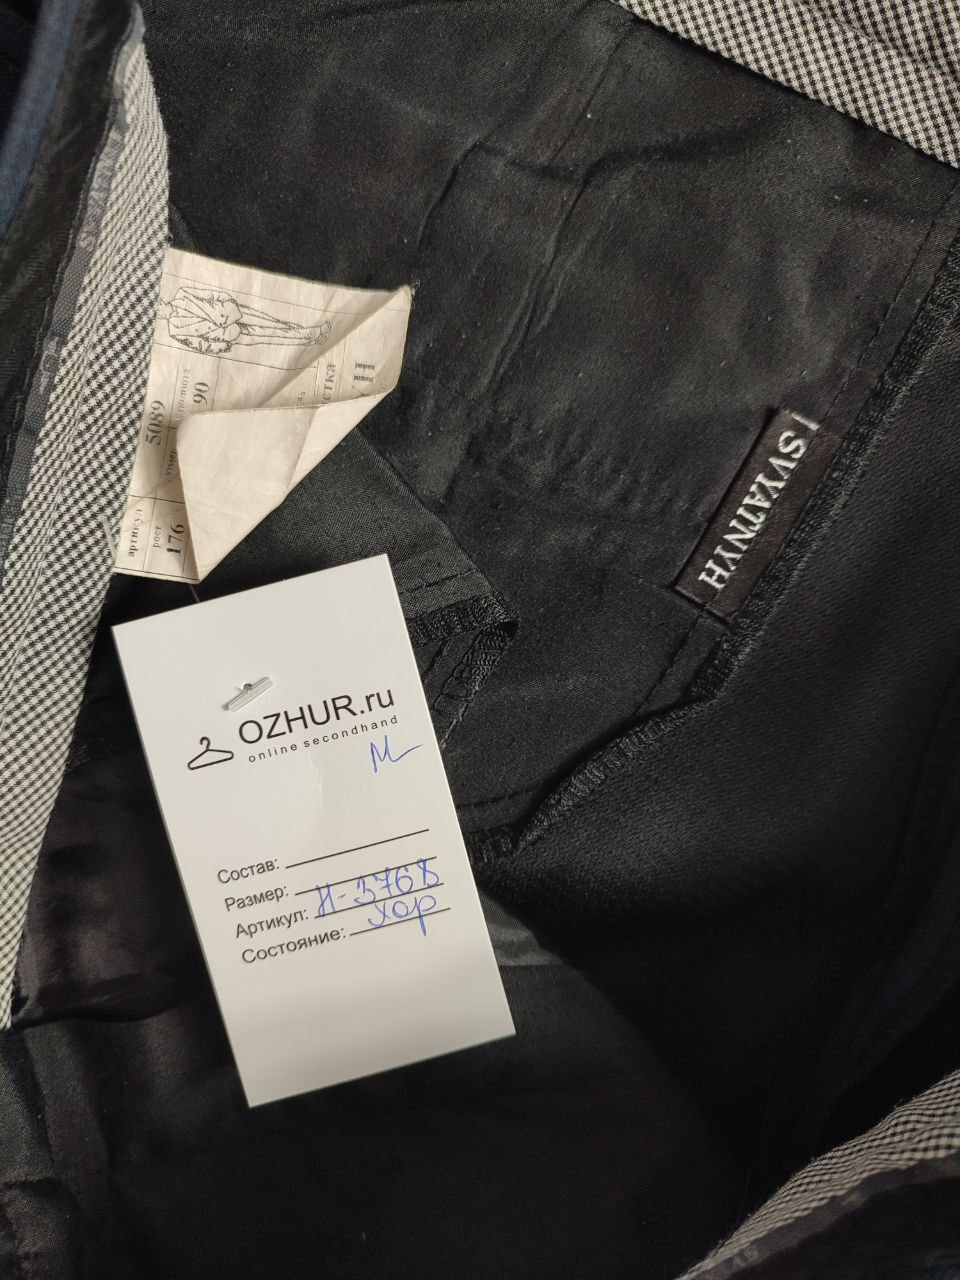 артикул
5089
рост
176
90
I SVYATNYH
OZHUR.ru
online secondhand
M
Состав:
Размер:
Артикул: Н-3768
Состояние: хор